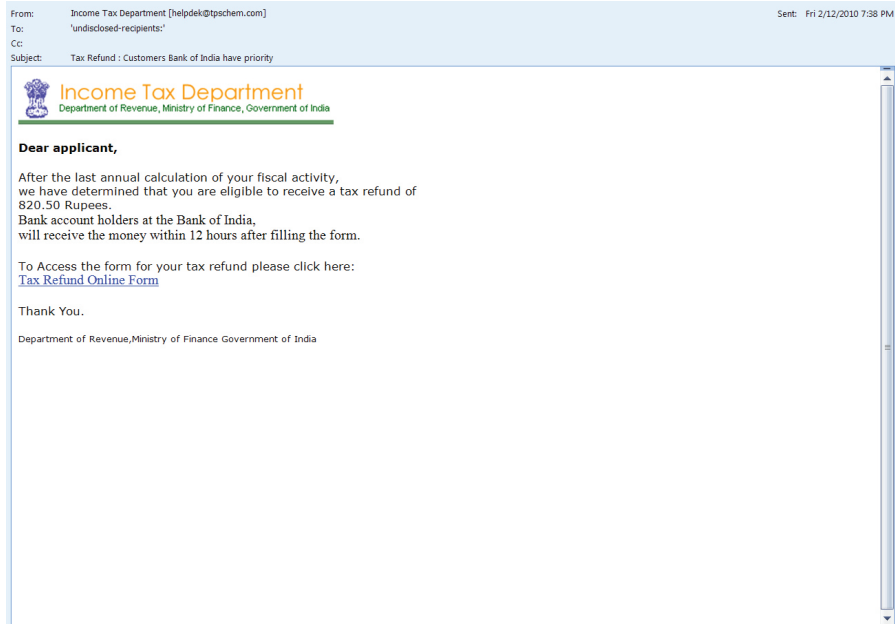 From: Income Tax Department [helpdek@tpschem.com] Sent: Fri 2/12/2010 7:38 PM
To: 'undisclosed-recipients:'
Cc:
Subject: Tax Refund : Customers Bank of India have priority
Income Tax Department
Department of Revenue, Ministry of Finance, Government of India
Dear applicant,
After the last annual calculation of your fiscal activity,
we have determined that you are eligible to receive a tax refund of
820.50 Rupees.
Bank account holders at the Bank of India,
will receive the money within 12 hours after filling the form.
To Access the form for your tax refund please click here:
Tax Refund Online Form
Thank You.
Department of Revenue,Ministry of Finance Government of India